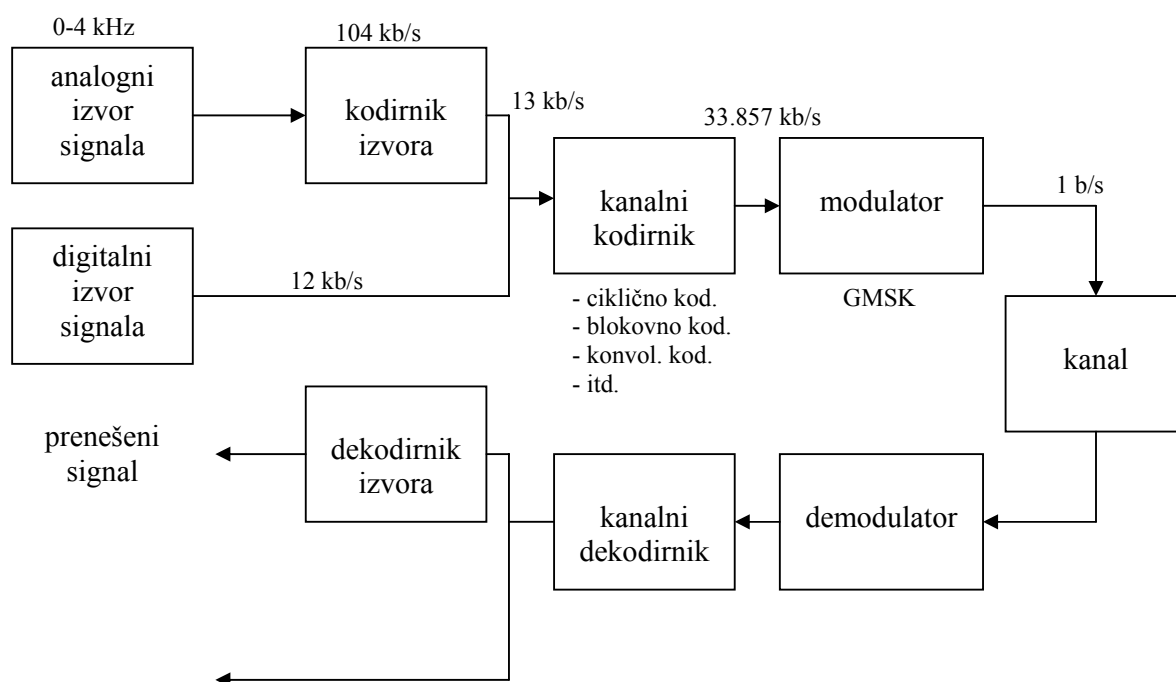 0-4 kHz
104 kb/s
analogni
izvor
signala
kodirnik
izvora
13 kb/s
33.857 kb/s
kanalni
kodirnik
modulator
1 b/s
digitalni
izvor
signala
12 kb/s
- ciklično kod.
- blokovno kod.
- konvol. kod.
- itd.
GMSK
kanal
prenešeni
signal
dekodirnik
izvora
kanalni
dekodirnik
demodulator